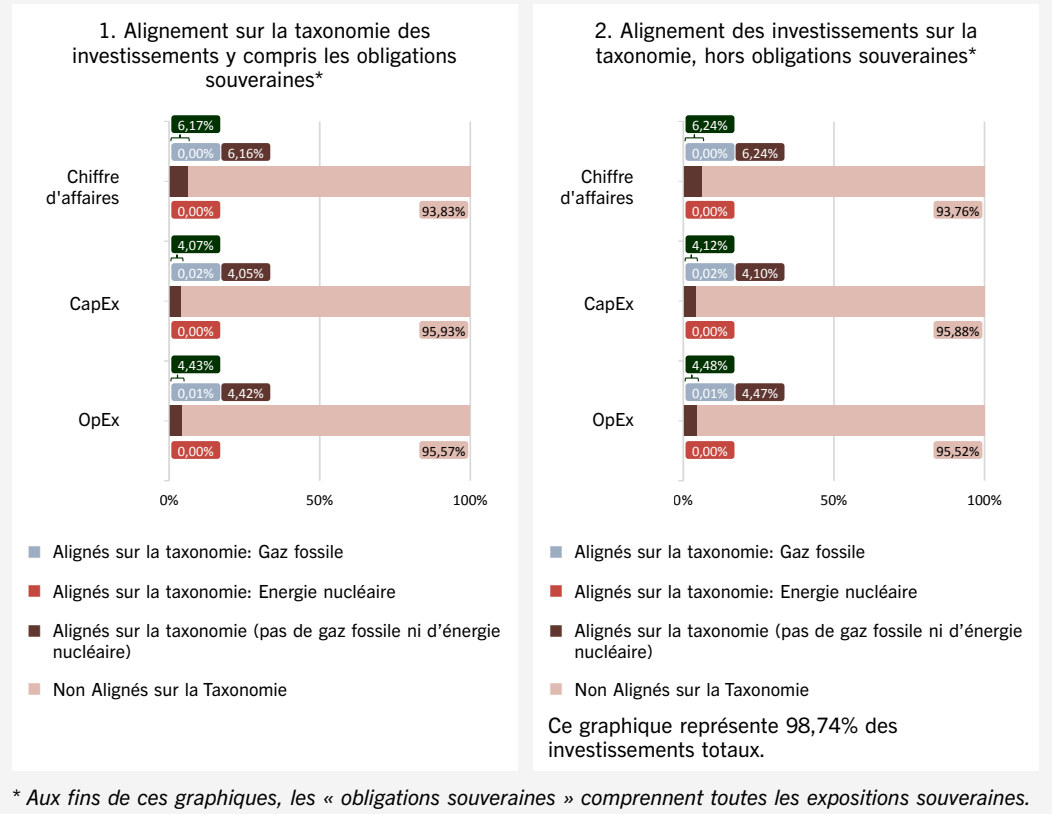 1. Alignement sur la taxonomie des
investissements y compris les obligations
souveraines*
6,17%
0,00% 6,16%
Chiffre
d'affaires
0,00% 93,83%
4,07%
0,02% 4,05%
CapEx
0,00% 95,93%
4,43%
0,01% 4,42%
OpEx
0,00% 95,57%
0% 50% 100%
Alignés sur la taxonomie: Gaz fossile
Alignés sur la taxonomie: Energie nucléaire
Alignés sur la taxonomie (pas de gaz fossile ni d’énergie
nucléaire)
Non Alignés sur la Taxonomie
2. Alignement des investissements sur la
taxonomie, hors obligations souveraines*
6,24%
0,00% 6,24%
Chiffre
d'affaires
0,00% 93,76%
4,12%
0,02% 4,10%
CapEx
0,00% 95,88%
4,48%
0,01% 4,47%
OpEx
0,00% 95,52%
0% 50% 100%
Alignés sur la taxonomie: Gaz fossile
Alignés sur la taxonomie: Energie nucléaire
Alignés sur la taxonomie (pas de gaz fossile ni d’énergie
nucléaire)
Non Alignés sur la Taxonomie
Ce graphique représente 98,74% des
investissements totaux.
* Aux fins de ces graphiques, les « obligations souveraines » comprennent toutes les expositions souveraines.